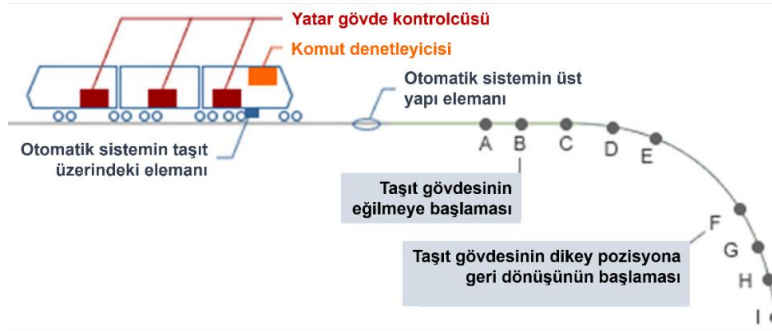 Yatar gövde kontrolcüsü
Komut denetleyicisi
Otomatik sistemin üst
yapı elemanı
Otomatik sistemin taşıt
üzerindeki elemanı
A
B
C
D
E
Taşıt gövdesinin
eğilmeye başlaması
F
G
H
I
Taşıt gövdesinin dikey pozisyona
geri dönüşünün başlaması